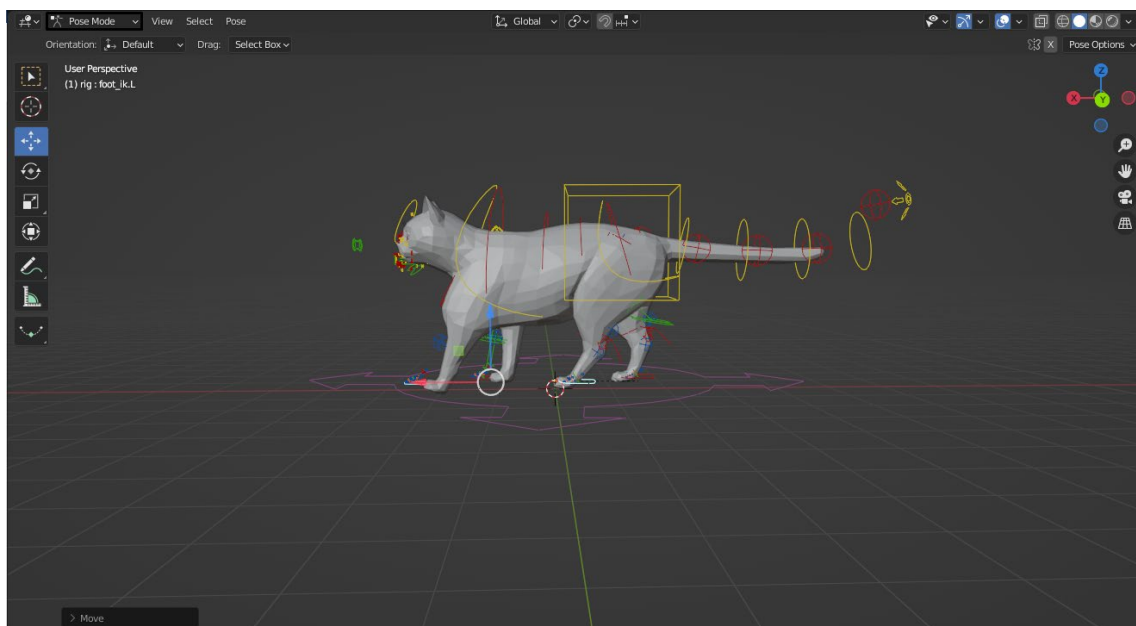 Pose Mode View Select Pose Global
Orientation: Default Drag: Select Box X Pose Options
User Perspective
(1) rig : foot_ik.L
Z
X Y
> Move